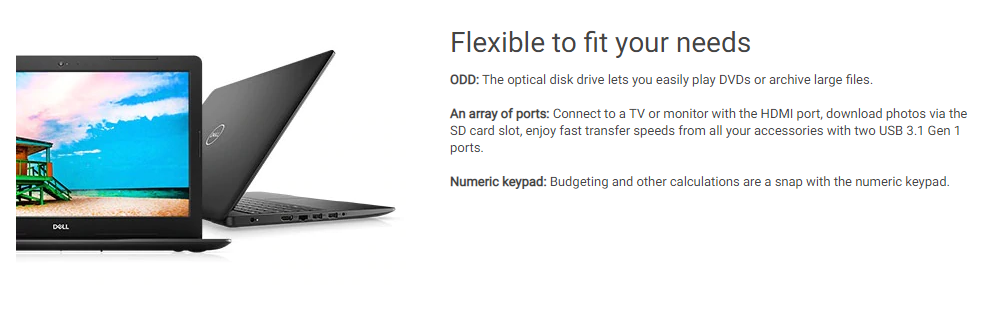 Flexible to fit your needs
ODD: The optical disk drive lets you easily play DVDs or archive large files.
An array of ports: Connect to a TV or monitor with the HDMI port, download photos via the
SD card slot, enjoy fast transfer speeds from all your accessories with two USB 3.1 Gen 1
ports.
Numeric keypad: Budgeting and other calculations are a snap with the numeric keypad.
DELL
DELL